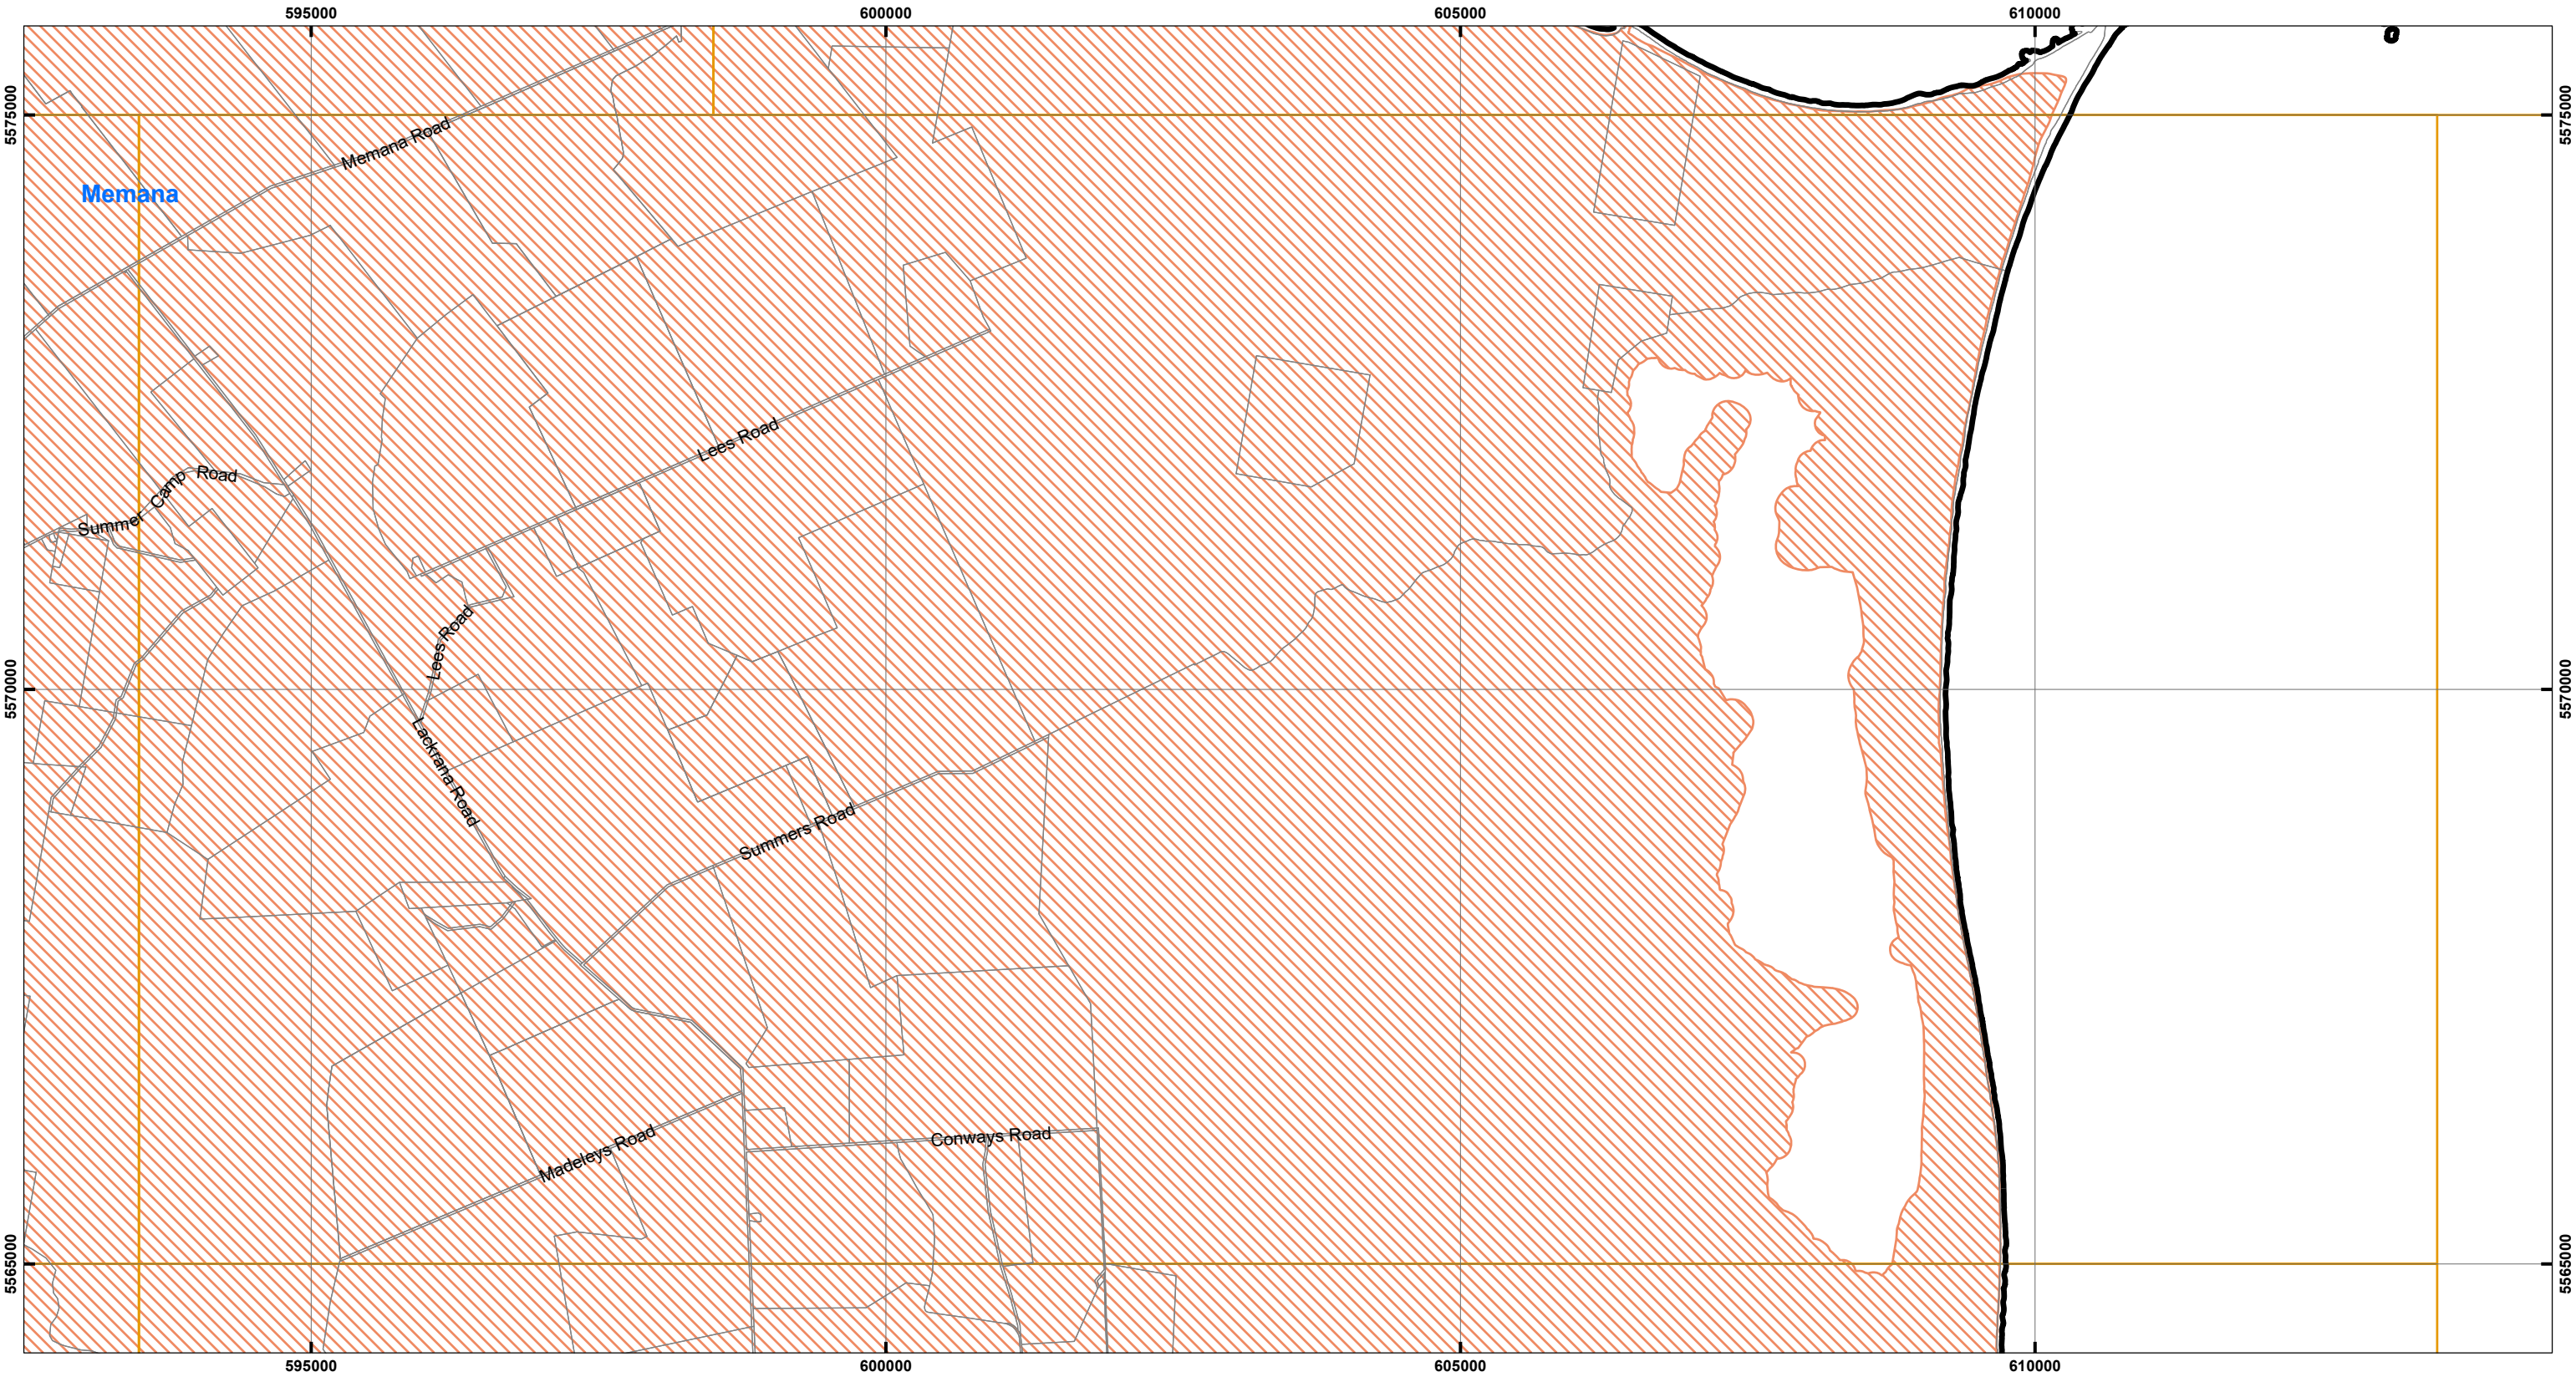 595000
600000
605000
610000
5575000
5575000
Memana Road
Memana
Lees Road
Summer Camp Road
Lees Road
5570000
5570000
Lackrana Road
Summers Road
Conways Road
Madeleys Road
5565000
5565000
595000
600000
605000
610000